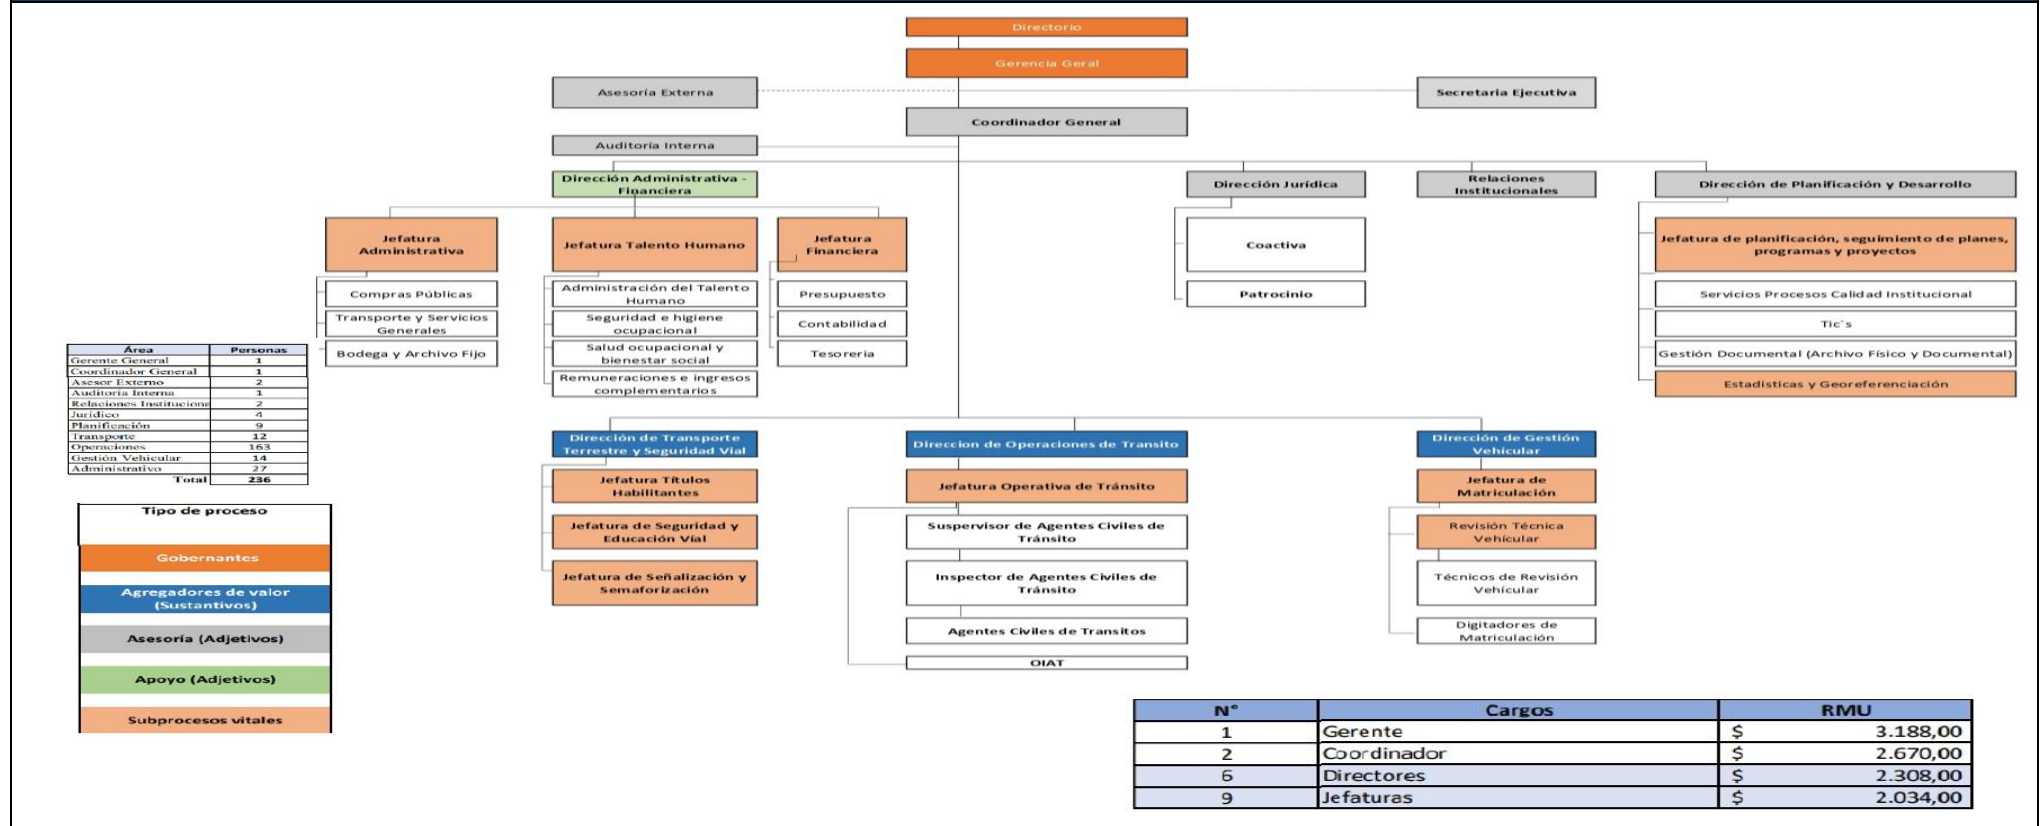 Directorio
Gerencia Geral
Asesoría Externa
Secretaria Ejecutiva
Coordinador General
Auditoría Interna
Dirección Administrativa -
Financiera
Dirección Jurídica
Relaciones
Institucionales
Dirección de Planificación y Desarrollo
Jefatura
Administrativa
Jefatura Talento Humano
Jefatura
Financiera
Coactiva
Jefatura de planificación, seguimiento de planes,
programas y proyectos
Compras Públicas
Administración del Talento
Humano
Presupuesto
Patrocinio
Servicios Procesos Calidad Institucional
Transporte y Servicios
Generales
Seguridad e higiene
ocupacional
Contabilidad
Tic´s
Bodega y Archivo Fijo
Salud ocupacional y
bienestar social
Tesoreria
Gestión Documental (Archivo Físico y Documental)
Remuneraciones e ingresos
complementarios
Estadisticas y Georeferenciación
Área Personas
Gerente General 1
Coordinador General 1
Asesor Externo 2
Auditoría Interna 1
Relaciones Instituciona 2
Jurídico 4
Planificación 9
Transporte 12
Operaciones 163
Gestión Vehicular 14
Administrativo 27
Total 236
Dirección de Transporte
Terrestre y Seguridad Vial
Direccion de Operaciones de Transito
Dirección de Gestión
Vehícular
Jefatura Títulos
Habilitantes
Jefatura Operativa de Tránsito
Jefatura de
Matriculación
Jefatura de Seguridad y
Educación Víal
Suspervisor de Agentes Civiles de
Tránsito
Revisión Técnica
Vehícular
Jefatura de Señalización y
Semaforización
Inspector de Agentes Civiles de
Tránsito
Técnicos de Revisión
Vehícular
Agentes Civiles de Transitos
Digitadores de
Matriculación
OIAT
Tipo de proceso
Gobernantes
Agregadores de valor
(Sustantivos)
Asesoría (Adjetivos)
Apoyo (Adjetivos)
Subprocesos vitales
N° Cargos RMU
1 Gerente $ 3.188,00
2 Coordinador $ 2.670,00
6 Directores $ 2.308,00
9 Jefaturas $ 2.034,00